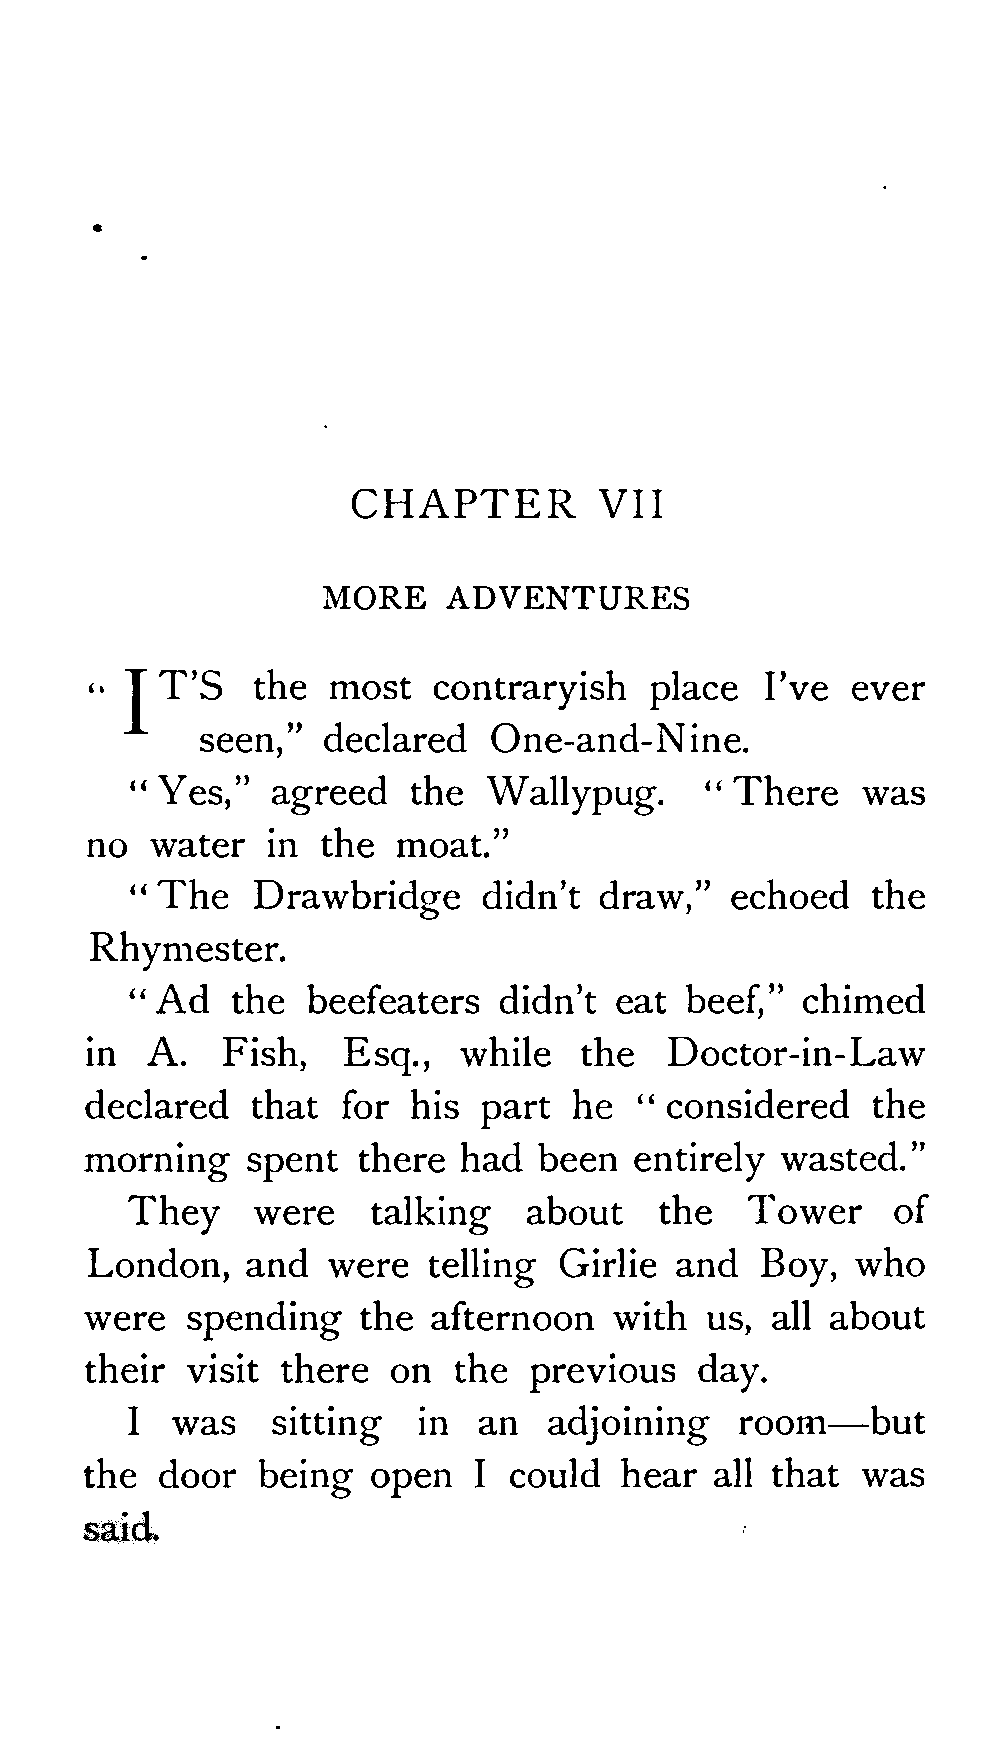 CHAPTER VII
MORE ADVENTURES
"IT'S the most contraryish place I've ever
seen," declared One-and-Nine.
"Yes," agreed the Wallypug. "There was
no water in the moat."
"The Drawbridge didn't draw," echoed the
Rhymester.
"Ad the beefeaters didn't eat beef," chimed
in A. Fish, Esq., while the Doctor-in-Law
declared that for his part he "considered the
morning spent there had been entirely wasted."
They were talking about the Tower of
London, and were telling Girlie and Boy, who
were spending the afternoon with us, all about
their visit there on the previous day.
I was sitting in an adjoining room—but
the door being open I could hear all that was
said.